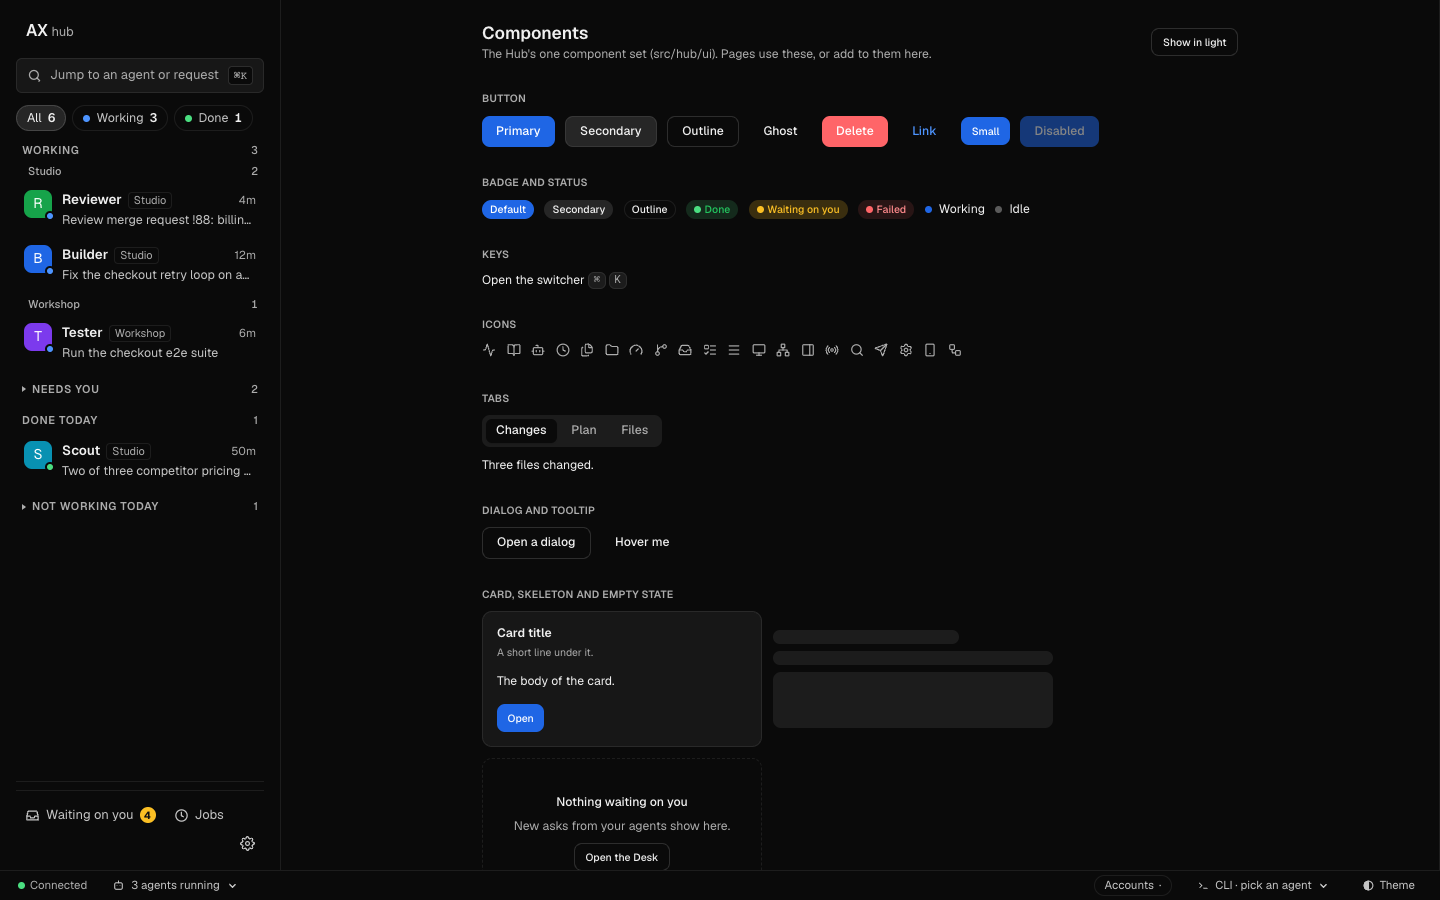 AX hub
Jump to an agent or request ⌘K
All 6 Working 3 Done 1
WORKING 3
Studio 2
R Reviewer Studio 4m
Review merge request !88: billin…
B Builder Studio 12m
Fix the checkout retry loop on a…
Workshop 1
T Tester Workshop 6m
Run the checkout e2e suite
NEEDS YOU 2
DONE TODAY 1
S Scout Studio 50m
Two of three competitor pricing …
NOT WORKING TODAY 1
Waiting on you 4 Jobs
Components
The Hub's one component set (src/hub/ui). Pages use these, or add to them here.
Show in light
BUTTON
Primary Secondary Outline Ghost Delete Link Small Disabled
BADGE AND STATUS
Default Secondary Outline Done Waiting on you Failed Working Idle
KEYS
Open the switcher ⌘ K
ICONS
TABS
Changes Plan Files
Three files changed.
DIALOG AND TOOLTIP
Open a dialog Hover me
CARD, SKELETON AND EMPTY STATE
Card title
A short line under it.
The body of the card.
Open
Nothing waiting on you
New asks from your agents show here.
Open the Desk
Connected 3 agents running Accounts · CLI · pick an agent Theme